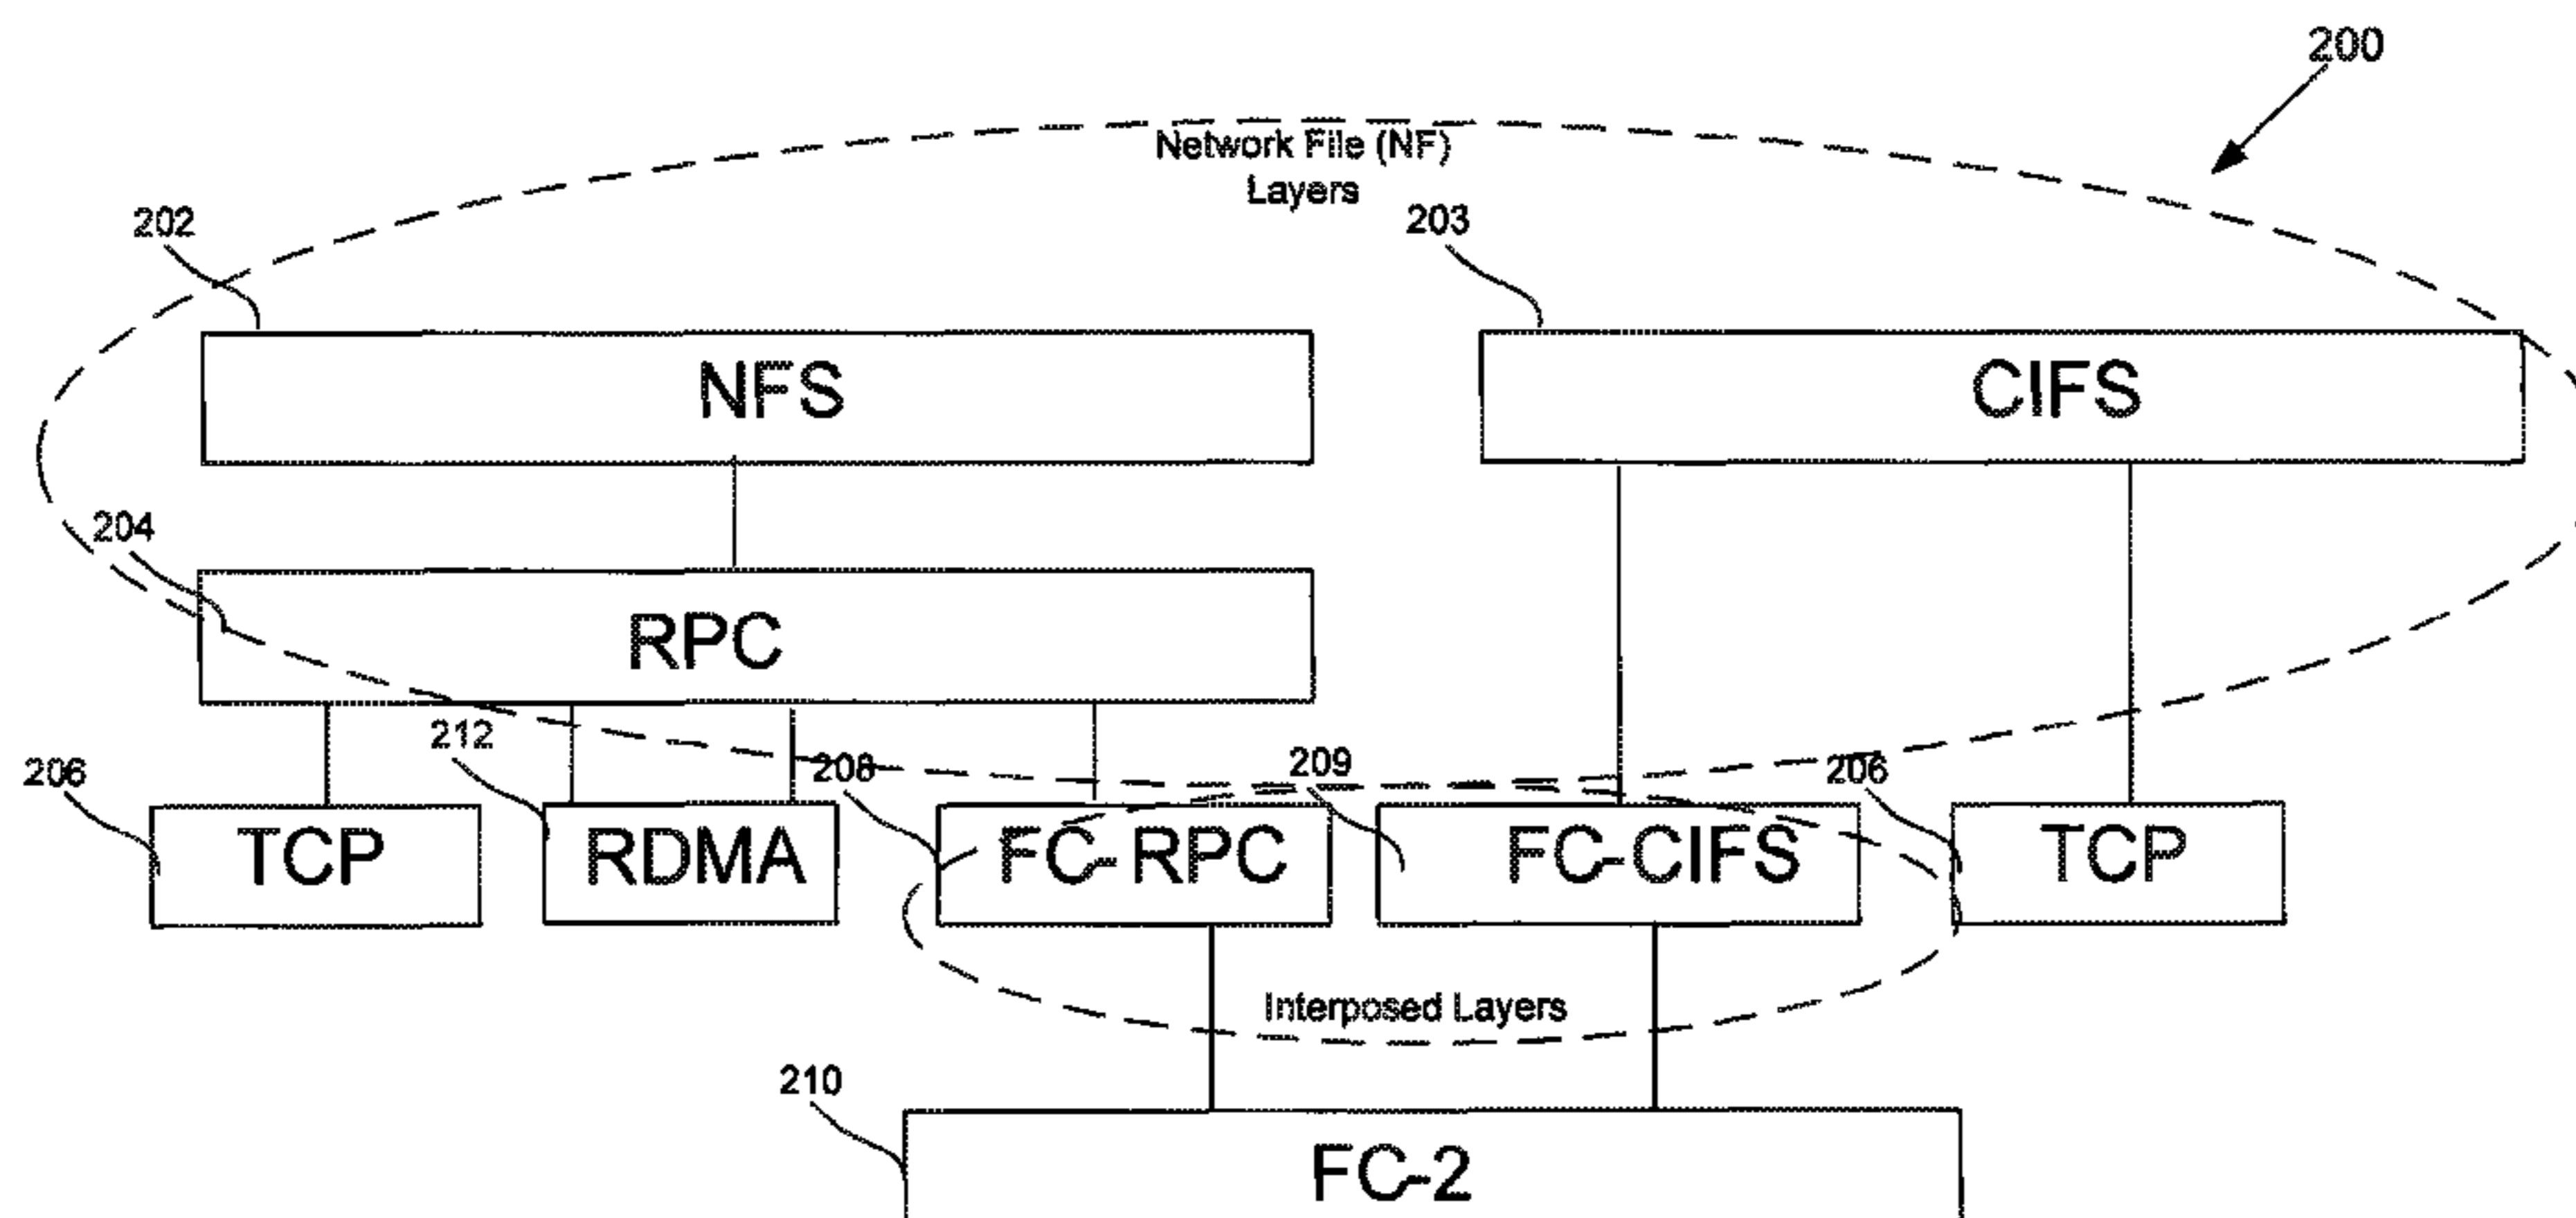 200
Network File (NF)
Layers
202
203
NFS
CIFS
204
RPC
212
206
208
209
206
TCP
RDMA
FC-RPC
FC-CIFS
TCP
Interposed Layers
210
FC-2